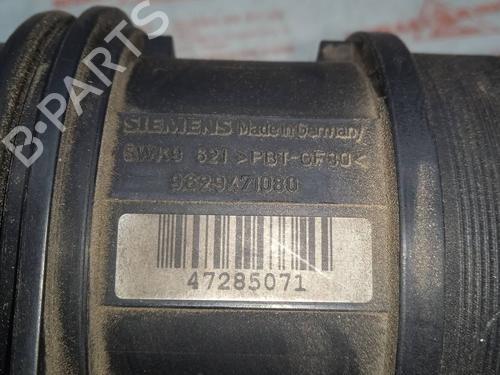 B-PARTS
SIEMENS Made in Germany
5WK9 621 >PBT-GF30<
9629471080
47285071